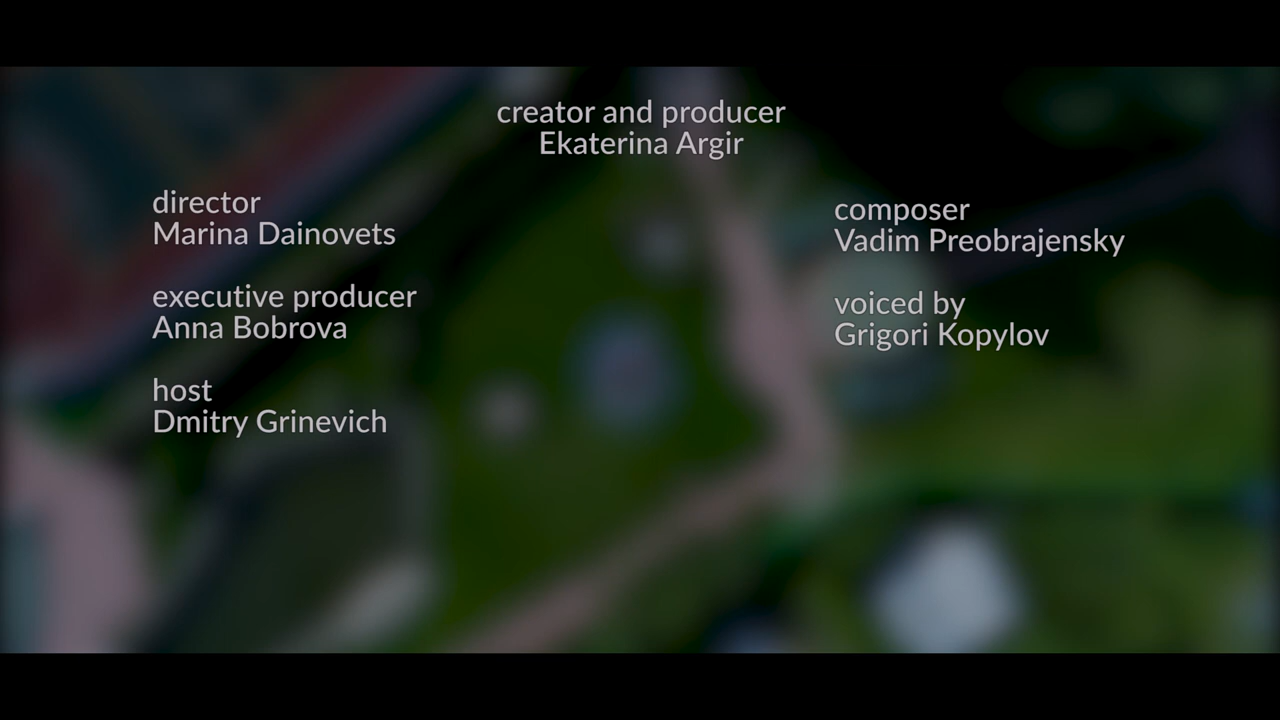 creator and producer
Ekaterina Argir
director
Marina Dainovets
executive producer
Anna Bobrova
host
Dmitry Grinevich
composer
Vadim Preobrajensky
voiced by
Grigori Kopylov